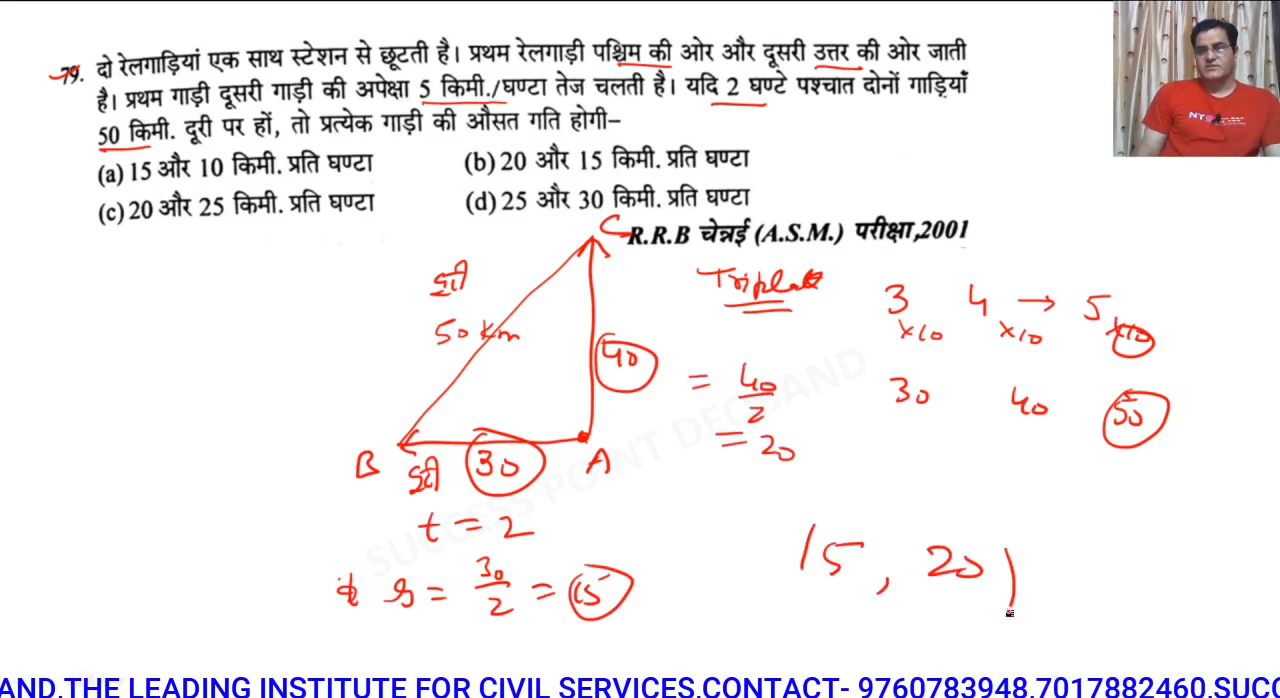 79. दो रेलगाड़ियां एक साथ स्टेशन से छूटती है। प्रथम रेलगाड़ी पश्चिम की ओर और दूसरी उत्तर की ओर जाती
है। प्रथम गाड़ी दूसरी गाड़ी की अपेक्षा 5 किमी./घण्टा तेज चलती है। यदि 2 घण्टे पश्चात दोनों गाड़ियाँ
50 किमी. दूरी पर हों, तो प्रत्येक गाड़ी की औसत गति होगी–
(a) 15 और 10 किमी. प्रति घण्टा (b) 20 और 15 किमी. प्रति घण्टा
(c) 20 और 25 किमी. प्रति घण्टा (d) 25 और 30 किमी. प्रति घण्टा
R.R.B चेन्नई (A.S.M.) परीक्षा,2001
C
दूरी
50 km
40
B
दूरी 30
A
t = 2
s = 30/2 = 15
Triplet
3 4 → 5
×10 ×10 ×10
30 40 50
= 40/2
= 20
15, 20
SUCCESS POINT DEOBAND
NY
AND.THE LEADING INSTITUTE FOR CIVIL SERVICES.CONTACT- 9760783948,7017882460.SUCC